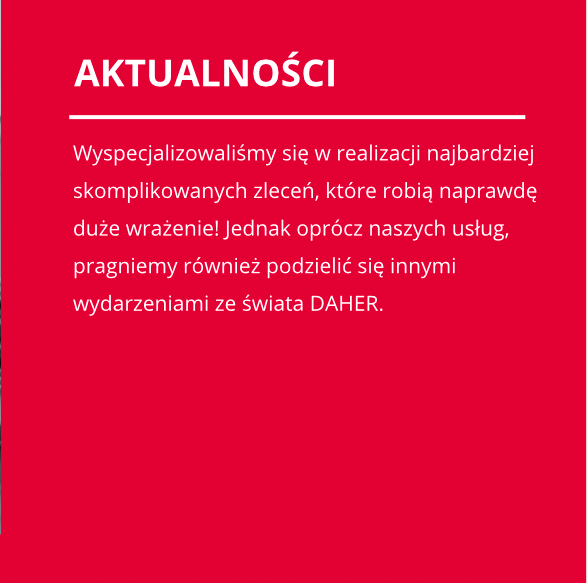 AKTUALNOŚCI
Wyspecjalizowaliśmy się w realizacji najbardziej
skomplikowanych zleceń, które robią naprawdę
duże wrażenie! Jednak oprócz naszych usług,
pragniemy również podzielić się innymi
wydarzeniami ze świata DAHER.